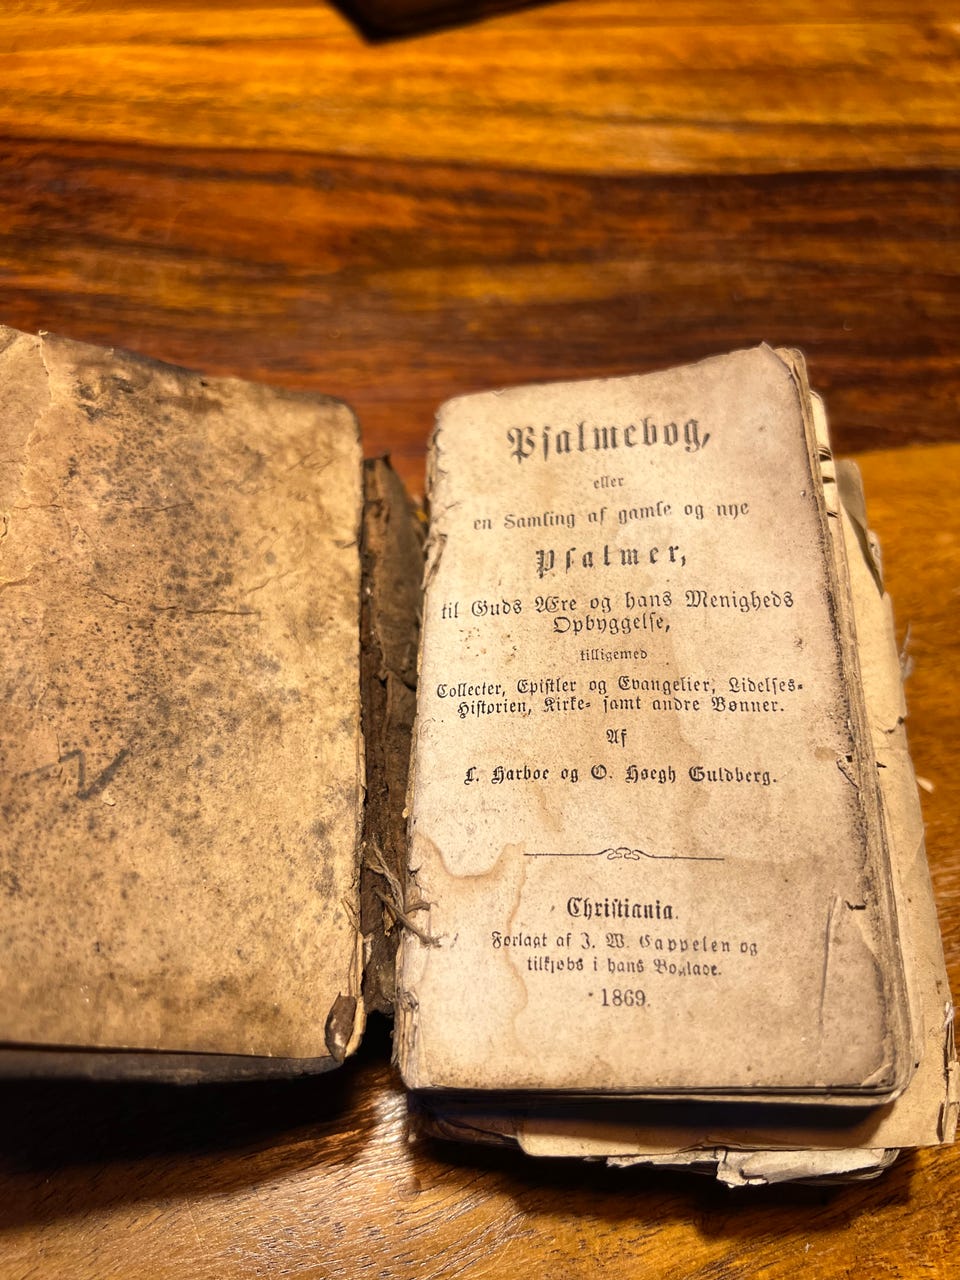 Psalmebog,
eller
en Samling af gamle og nye
Psalmer,
til Guds Ære og hans Menigheds
Opbyggelse,
tilligemed
Collecter, Epistler og Evangelier, Lidelses-
Historien, Kirke- samt andre Bønner.
Af
L. Harboe og O. Høegh Guldberg.
Christiania.
Forlagt af J. W. Cappelen og
tilkjøbs i hans Boglade.
1869.